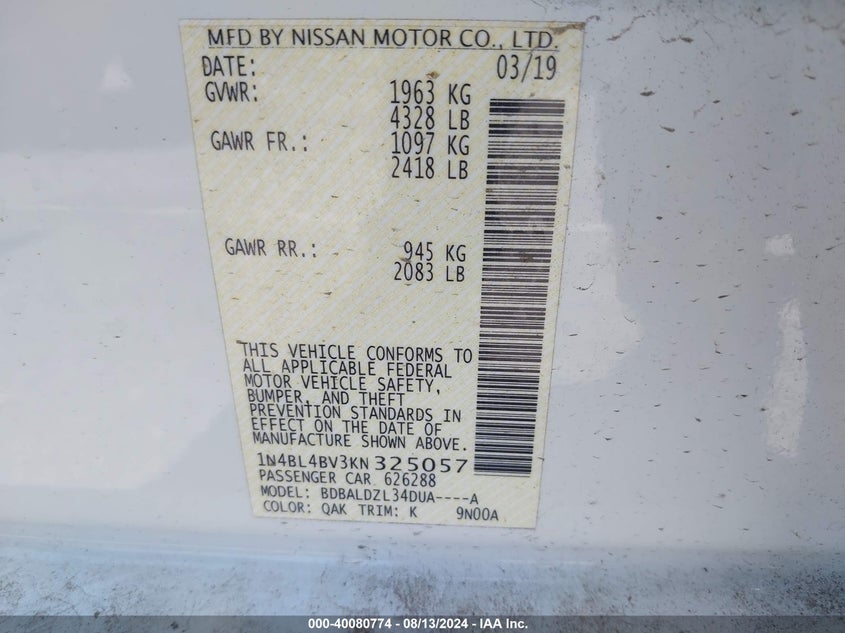 MFD BY NISSAN MOTOR CO., LTD.
DATE: 03/19
GVWR: 1963 KG
4328 LB
GAWR FR.: 1097 KG
2418 LB
GAWR RR.: 945 KG
2083 LB
THIS VEHICLE CONFORMS TO
ALL APPLICABLE FEDERAL
MOTOR VEHICLE SAFETY,
BUMPER, AND THEFT
PREVENTION STANDARDS IN
EFFECT ON THE DATE OF
MANUFACTURE SHOWN ABOVE.
1N4BL4BV3KN325057
PASSENGER CAR 626288
MODEL: BDBALDZL34DUA----A
COLOR: QAK TRIM: K 9N00A
000-40080774 - 08/13/2024 - IAA Inc.